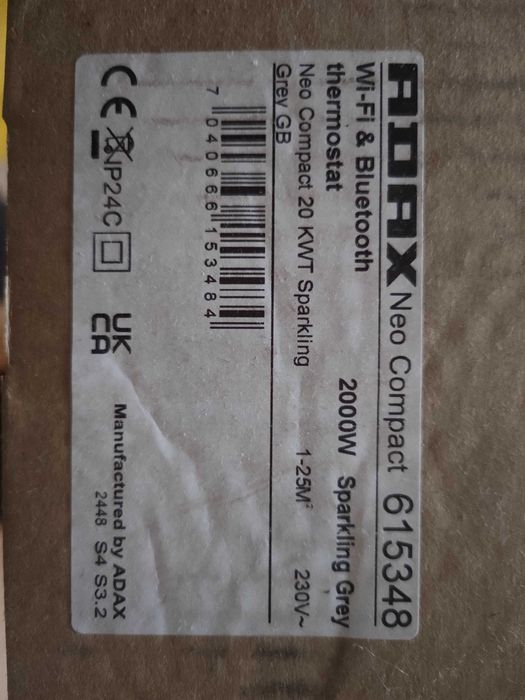 ADAX Neo Compact 615348
Wi-Fi & Bluetooth
thermostat 2000W Sparkling Grey
Neo Compact 20 KWT Sparkling 1-25M² 230V~
Grey GB
7 040666 153484
CE IP24C UK
CA
Manufactured by ADAX
2448 S4 S3.2